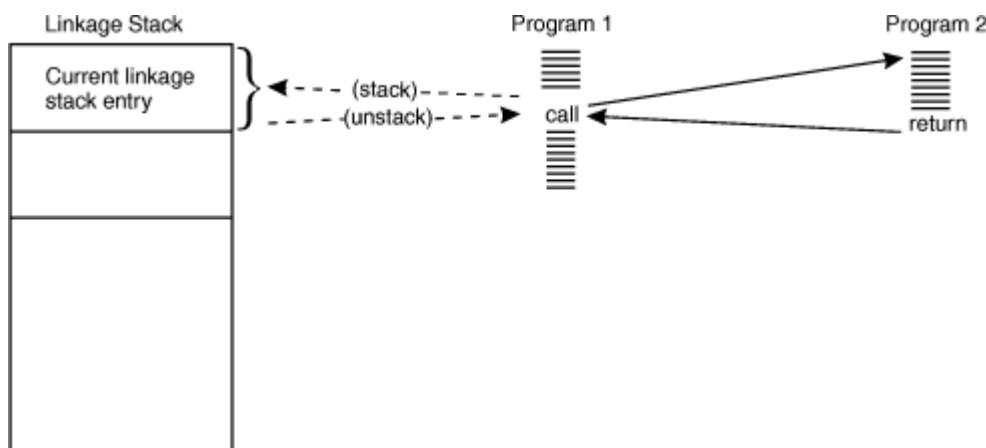 Linkage Stack
Program 1
Program 2
Current linkage
stack entry
(stack)
(unstack)
call
return